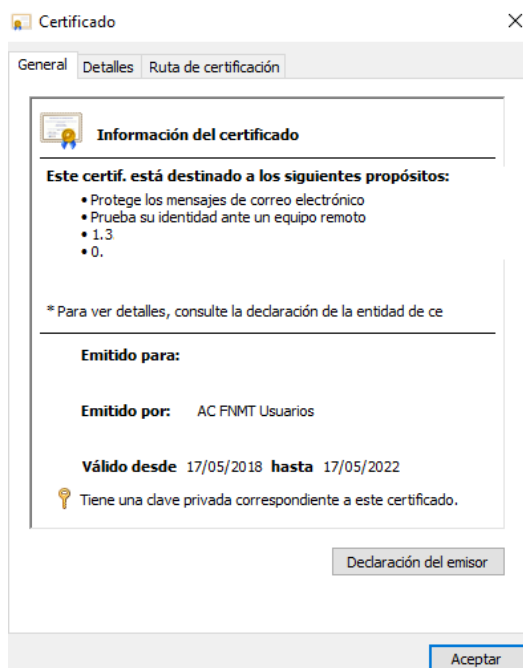 Certificado
General Detalles Ruta de certificación
Información del certificado
Este certif. está destinado a los siguientes propósitos:
• Protege los mensajes de correo electrónico
• Prueba su identidad ante un equipo remoto
• 1.3
• 0.
* Para ver detalles, consulte la declaración de la entidad de ce
Emitido para:
Emitido por: AC FNMT Usuarios
Válido desde 17/05/2018 hasta 17/05/2022
Tiene una clave privada correspondiente a este certificado.
Declaración del emisor
Aceptar